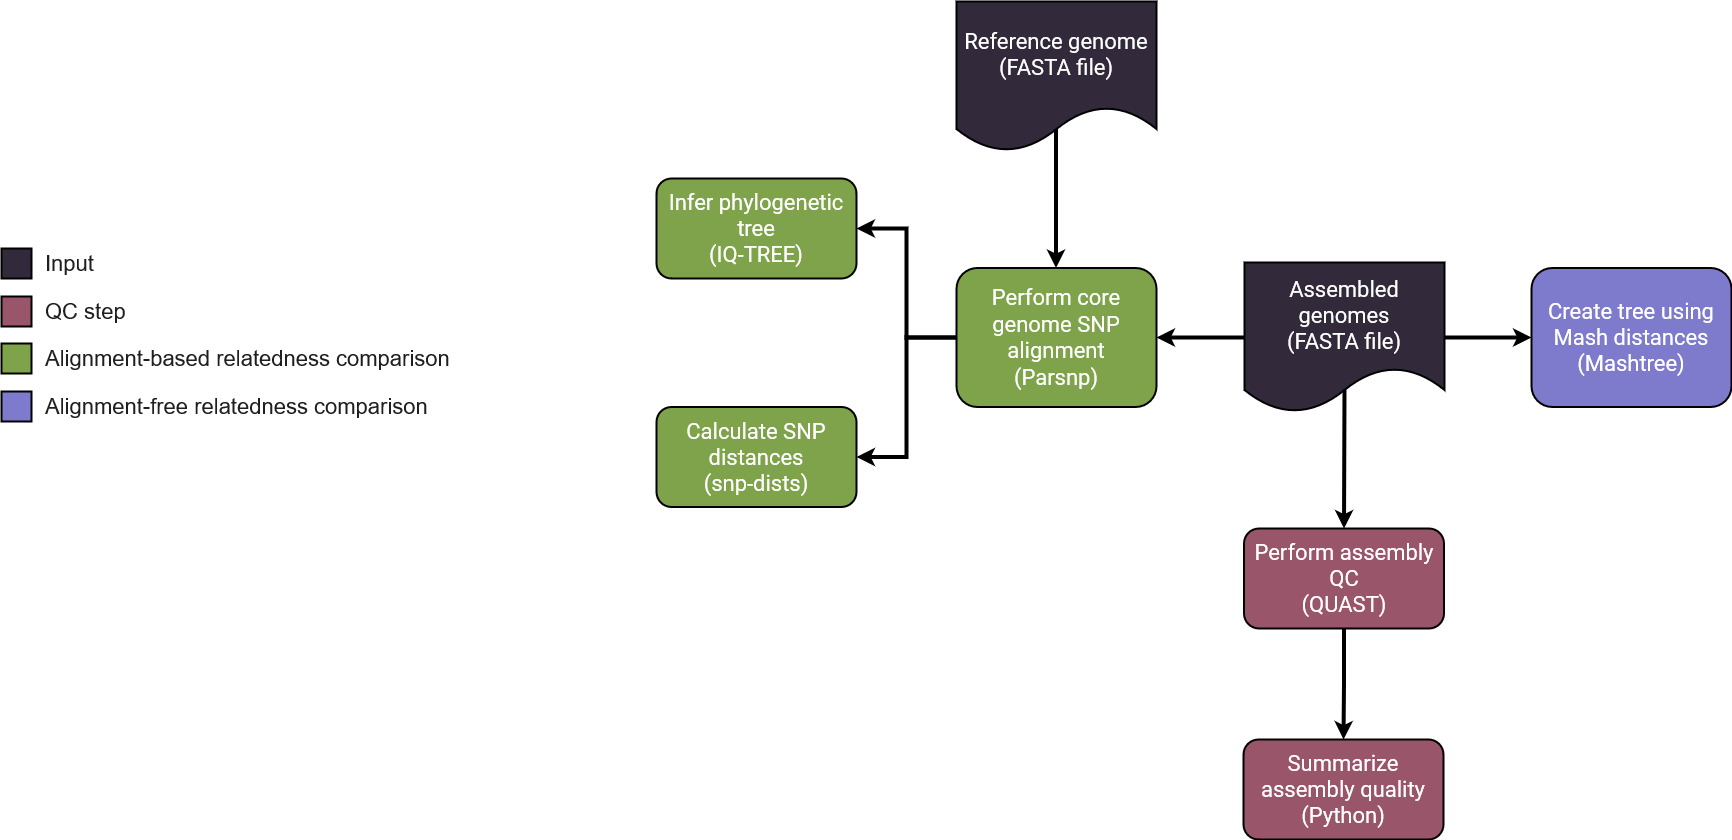 Reference genome
(FASTA file)
Infer phylogenetic
tree
(IQ-TREE)
Input
QC step
Alignment-based relatedness comparison
Alignment-free relatedness comparison
Perform core
genome SNP
alignment
(Parsnp)
Assembled
genomes
(FASTA file)
Create tree using
Mash distances
(Mashtree)
Calculate SNP
distances
(snp-dists)
Perform assembly
QC
(QUAST)
Summarize
assembly quality
(Python)